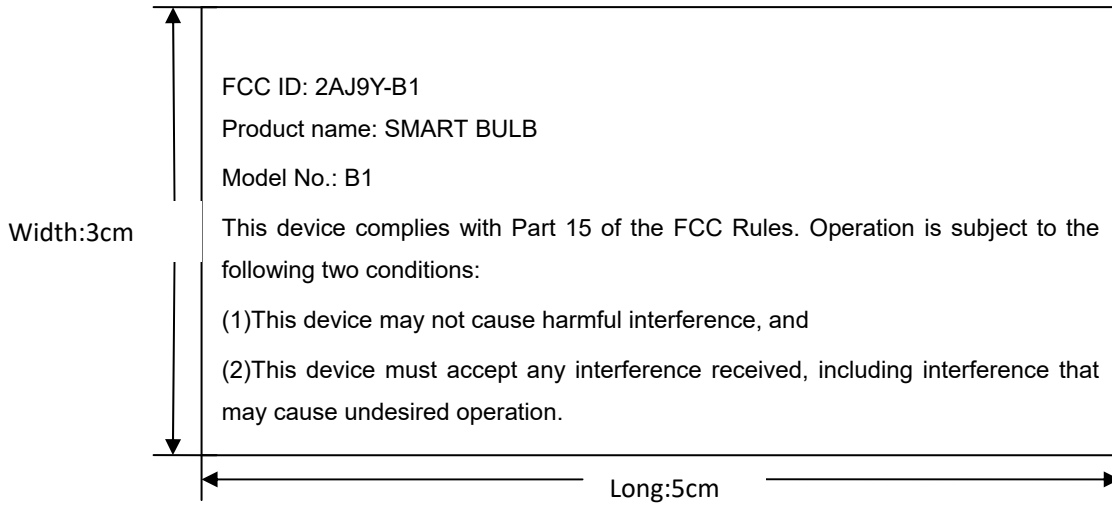 FCC ID: 2AJ9Y-B1
Product name: SMART BULB
Model No.: B1
Width:3cm
This device complies with Part 15 of the FCC Rules. Operation is subject to the
following two conditions:
(1)This device may not cause harmful interference, and
(2)This device must accept any interference received, including interference that
may cause undesired operation.
Long:5cm